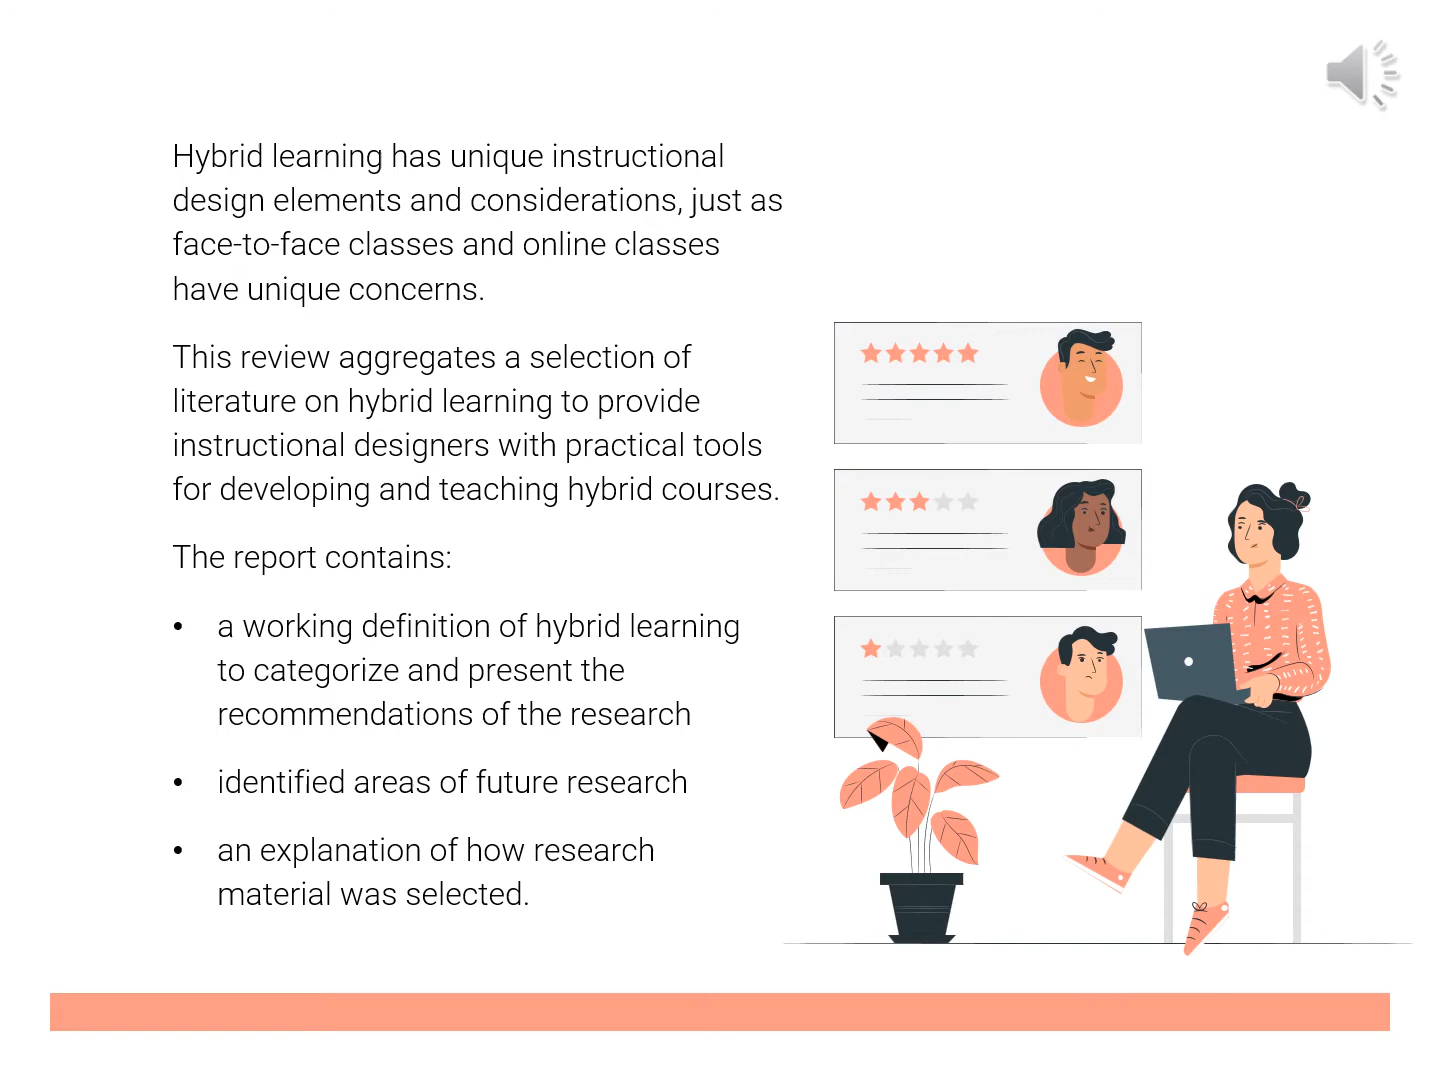 Hybrid learning has unique instructional
design elements and considerations, just as
face-to-face classes and online classes
have unique concerns.
This review aggregates a selection of
literature on hybrid learning to provide
instructional designers with practical tools
for developing and teaching hybrid courses.
The report contains:
• a working definition of hybrid learning
to categorize and present the
recommendations of the research
• identified areas of future research
• an explanation of how research
material was selected.